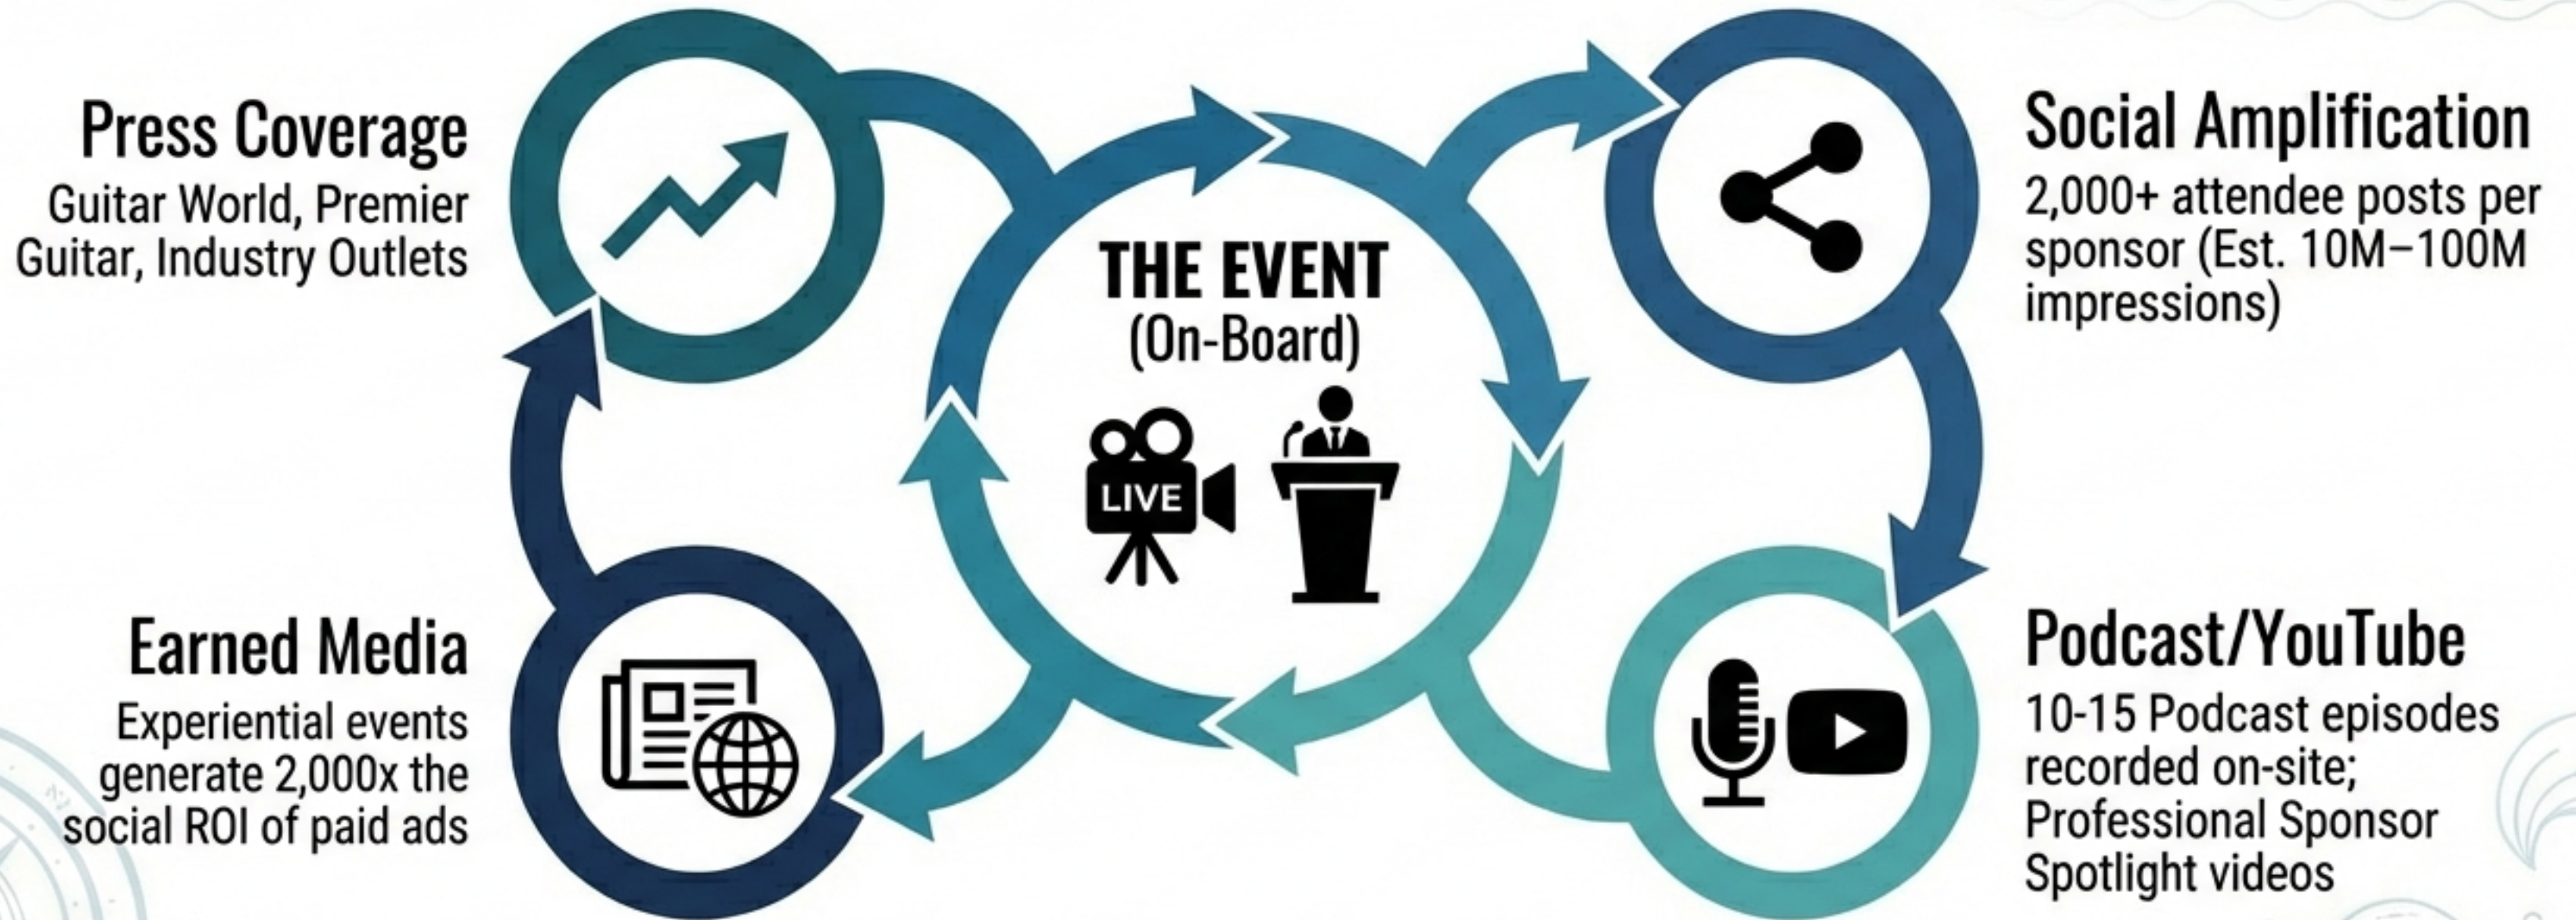 Press Coverage
Guitar World, Premier
Guitar, Industry Outlets
THE EVENT
(On-Board)
LIVE
Social Amplification
2,000+ attendee posts per
sponsor (Est. 10M–100M
impressions)
Earned Media
Experiential events
generate 2,000x the
social ROI of paid ads
Podcast/YouTube
10-15 Podcast episodes
recorded on-site;
Professional Sponsor
Spotlight videos